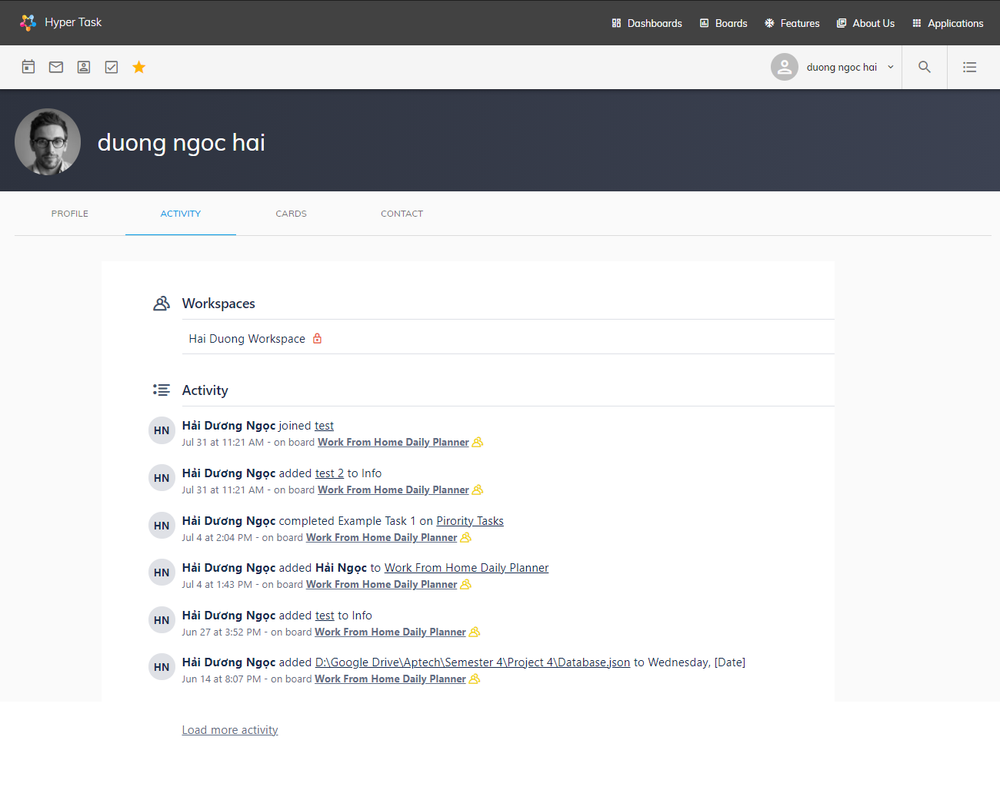 Hyper Task
Dashboards Boards Features About Us Applications
duong ngoc hai
duong ngoc hai
PROFILE ACTIVITY CARDS CONTACT
Workspaces
Hai Duong Workspace
Activity
HN Hải Dương Ngọc joined test
Jul 31 at 11:21 AM - on board Work From Home Daily Planner
HN Hải Dương Ngọc added test 2 to Info
Jul 31 at 11:21 AM - on board Work From Home Daily Planner
HN Hải Dương Ngọc completed Example Task 1 on Pirority Tasks
Jul 4 at 2:04 PM - on board Work From Home Daily Planner
HN Hải Dương Ngọc added Hải Ngọc to Work From Home Daily Planner
Jul 4 at 1:43 PM - on board Work From Home Daily Planner
HN Hải Dương Ngọc added test to Info
Jun 27 at 3:52 PM - on board Work From Home Daily Planner
HN Hải Dương Ngọc added D:\Google Drive\Aptech\Semester 4\Project 4\Database.json to Wednesday, [Date]
Jun 14 at 8:07 PM - on board Work From Home Daily Planner
Load more activity